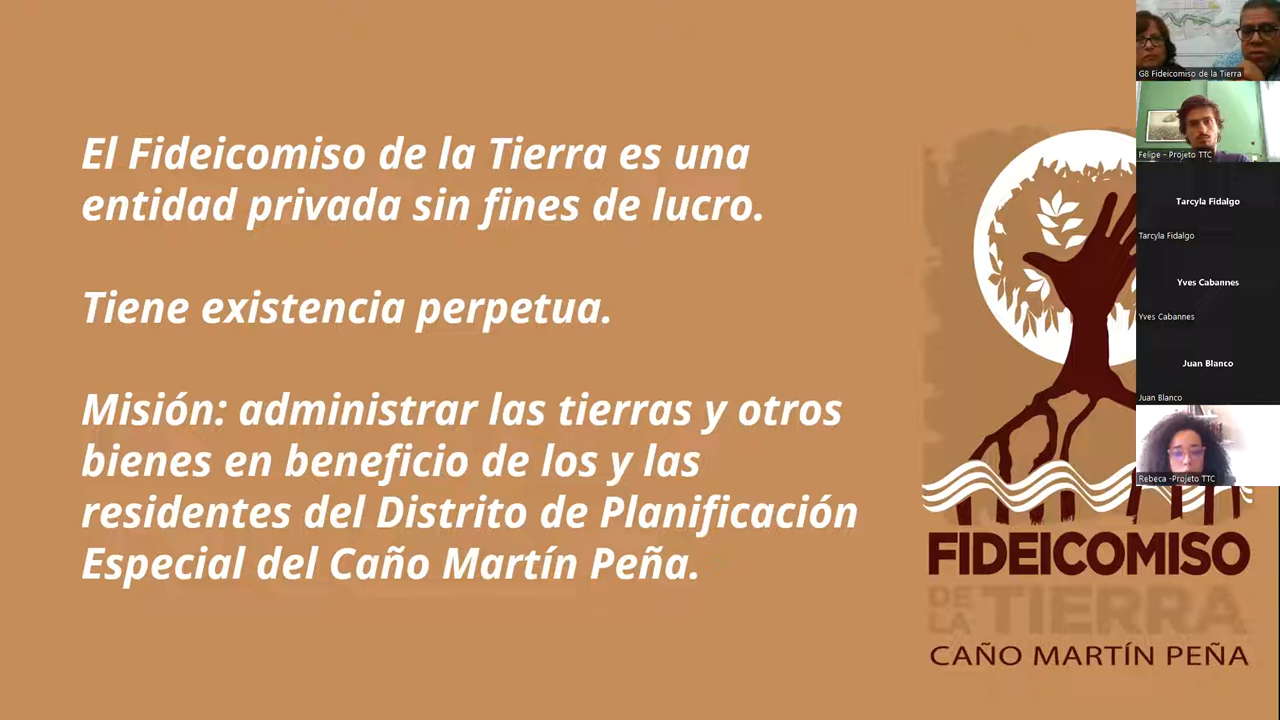 El Fideicomiso de la Tierra es una
entidad privada sin fines de lucro.
Tiene existencia perpetua.
Misión: administrar las tierras y otros
bienes en beneficio de los y las
residentes del Distrito de Planificación
Especial del Caño Martín Peña.
FIDEICOMISO
DE LA TIERRA
CAÑO MARTÍN PEÑA
G8 Fideicomiso de la Tierra
Felipe - Projeto TTC
Tarcyla Fidalgo
Tarcyla Fidalgo
Yves Cabannes
Yves Cabannes
Juan Blanco
Juan Blanco
Rebeca -Projeto TTC